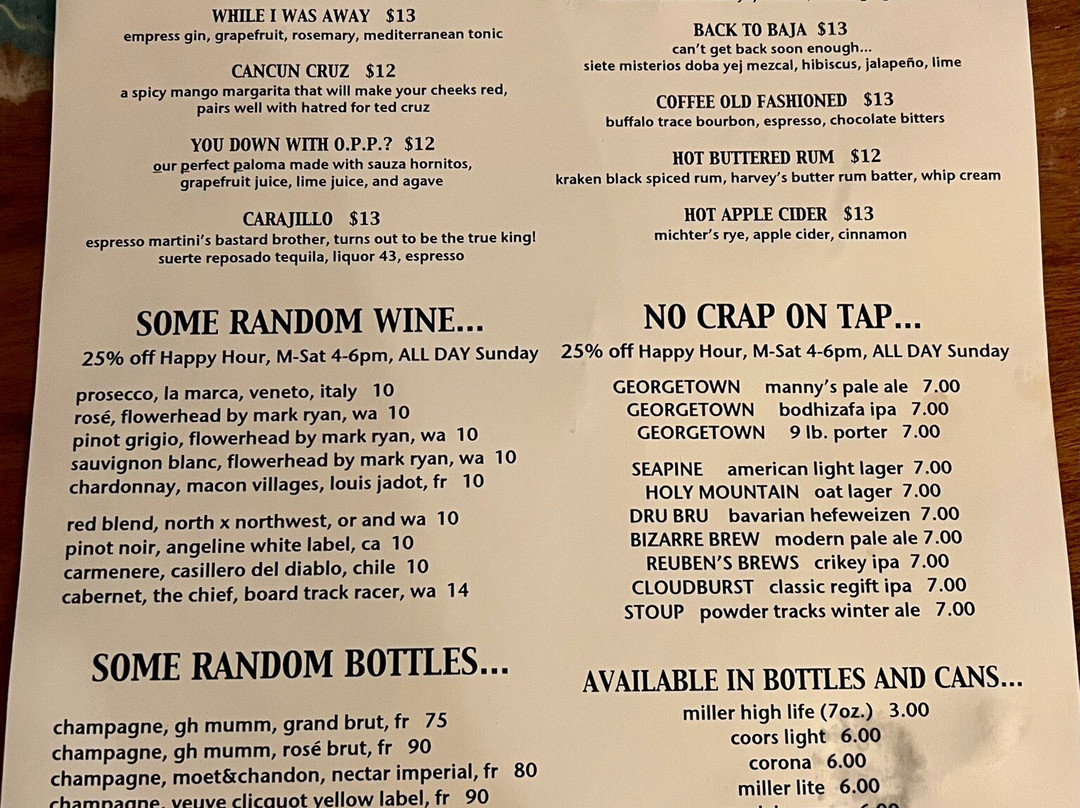 WHILE I WAS AWAY $13
empress gin, grapefruit, rosemary, mediterranean tonic
CANCUN CRUZ $12
a spicy mango margarita that will make your cheeks red,
pairs well with hatred for ted cruz
YOU DOWN WITH O.P.P.? $12
our perfect paloma made with sauza hornitos,
grapefruit juice, lime juice, and agave
CARAJILLO $13
espresso martini's bastard brother, turns out to be the true king!
suerte reposado tequila, liquor 43, espresso
BACK TO BAJA $13
can't get back soon enough...
siete misterios doba yej mezcal, hibiscus, jalapeño, lime
COFFEE OLD FASHIONED $13
buffalo trace bourbon, espresso, chocolate bitters
HOT BUTTERED RUM $12
kraken black spiced rum, harvey's butter rum batter, whip cream
HOT APPLE CIDER $13
michter's rye, apple cider, cinnamon
SOME RANDOM WINE...
25% off Happy Hour, M-Sat 4-6pm, ALL DAY Sunday
prosecco, la marca, veneto, italy 10
rosé, flowerhead by mark ryan, wa 10
pinot grigio, flowerhead by mark ryan, wa 10
sauvignon blanc, flowerhead by mark ryan, wa 10
chardonnay, macon villages, louis jadot, fr 10
red blend, north x northwest, or and wa 10
pinot noir, angeline white label, ca 10
carmenere, casillero del diablo, chile 10
cabernet, the chief, board track racer, wa 14
NO CRAP ON TAP...
25% off Happy Hour, M-Sat 4-6pm, ALL DAY Sunday
GEORGETOWN manny's pale ale 7.00
GEORGETOWN bodhizafa ipa 7.00
GEORGETOWN 9 lb. porter 7.00
SEAPINE american light lager 7.00
HOLY MOUNTAIN oat lager 7.00
DRU BRU bavarian hefeweizen 7.00
BIZARRE BREW modern pale ale 7.00
REUBEN'S BREWS crikey ipa 7.00
CLOUDBURST classic regift ipa 7.00
STOUP powder tracks winter ale 7.00
SOME RANDOM BOTTLES...
champagne, gh mumm, grand brut, fr 75
champagne, gh mumm, rosé brut, fr 90
champagne, moet&chandon, nectar imperial, fr 80
champagne, veuve clicquot yellow label, fr 90
AVAILABLE IN BOTTLES AND CANS...
miller high life (7oz.) 3.00
coors light 6.00
corona 6.00
miller lite 6.00
6.00